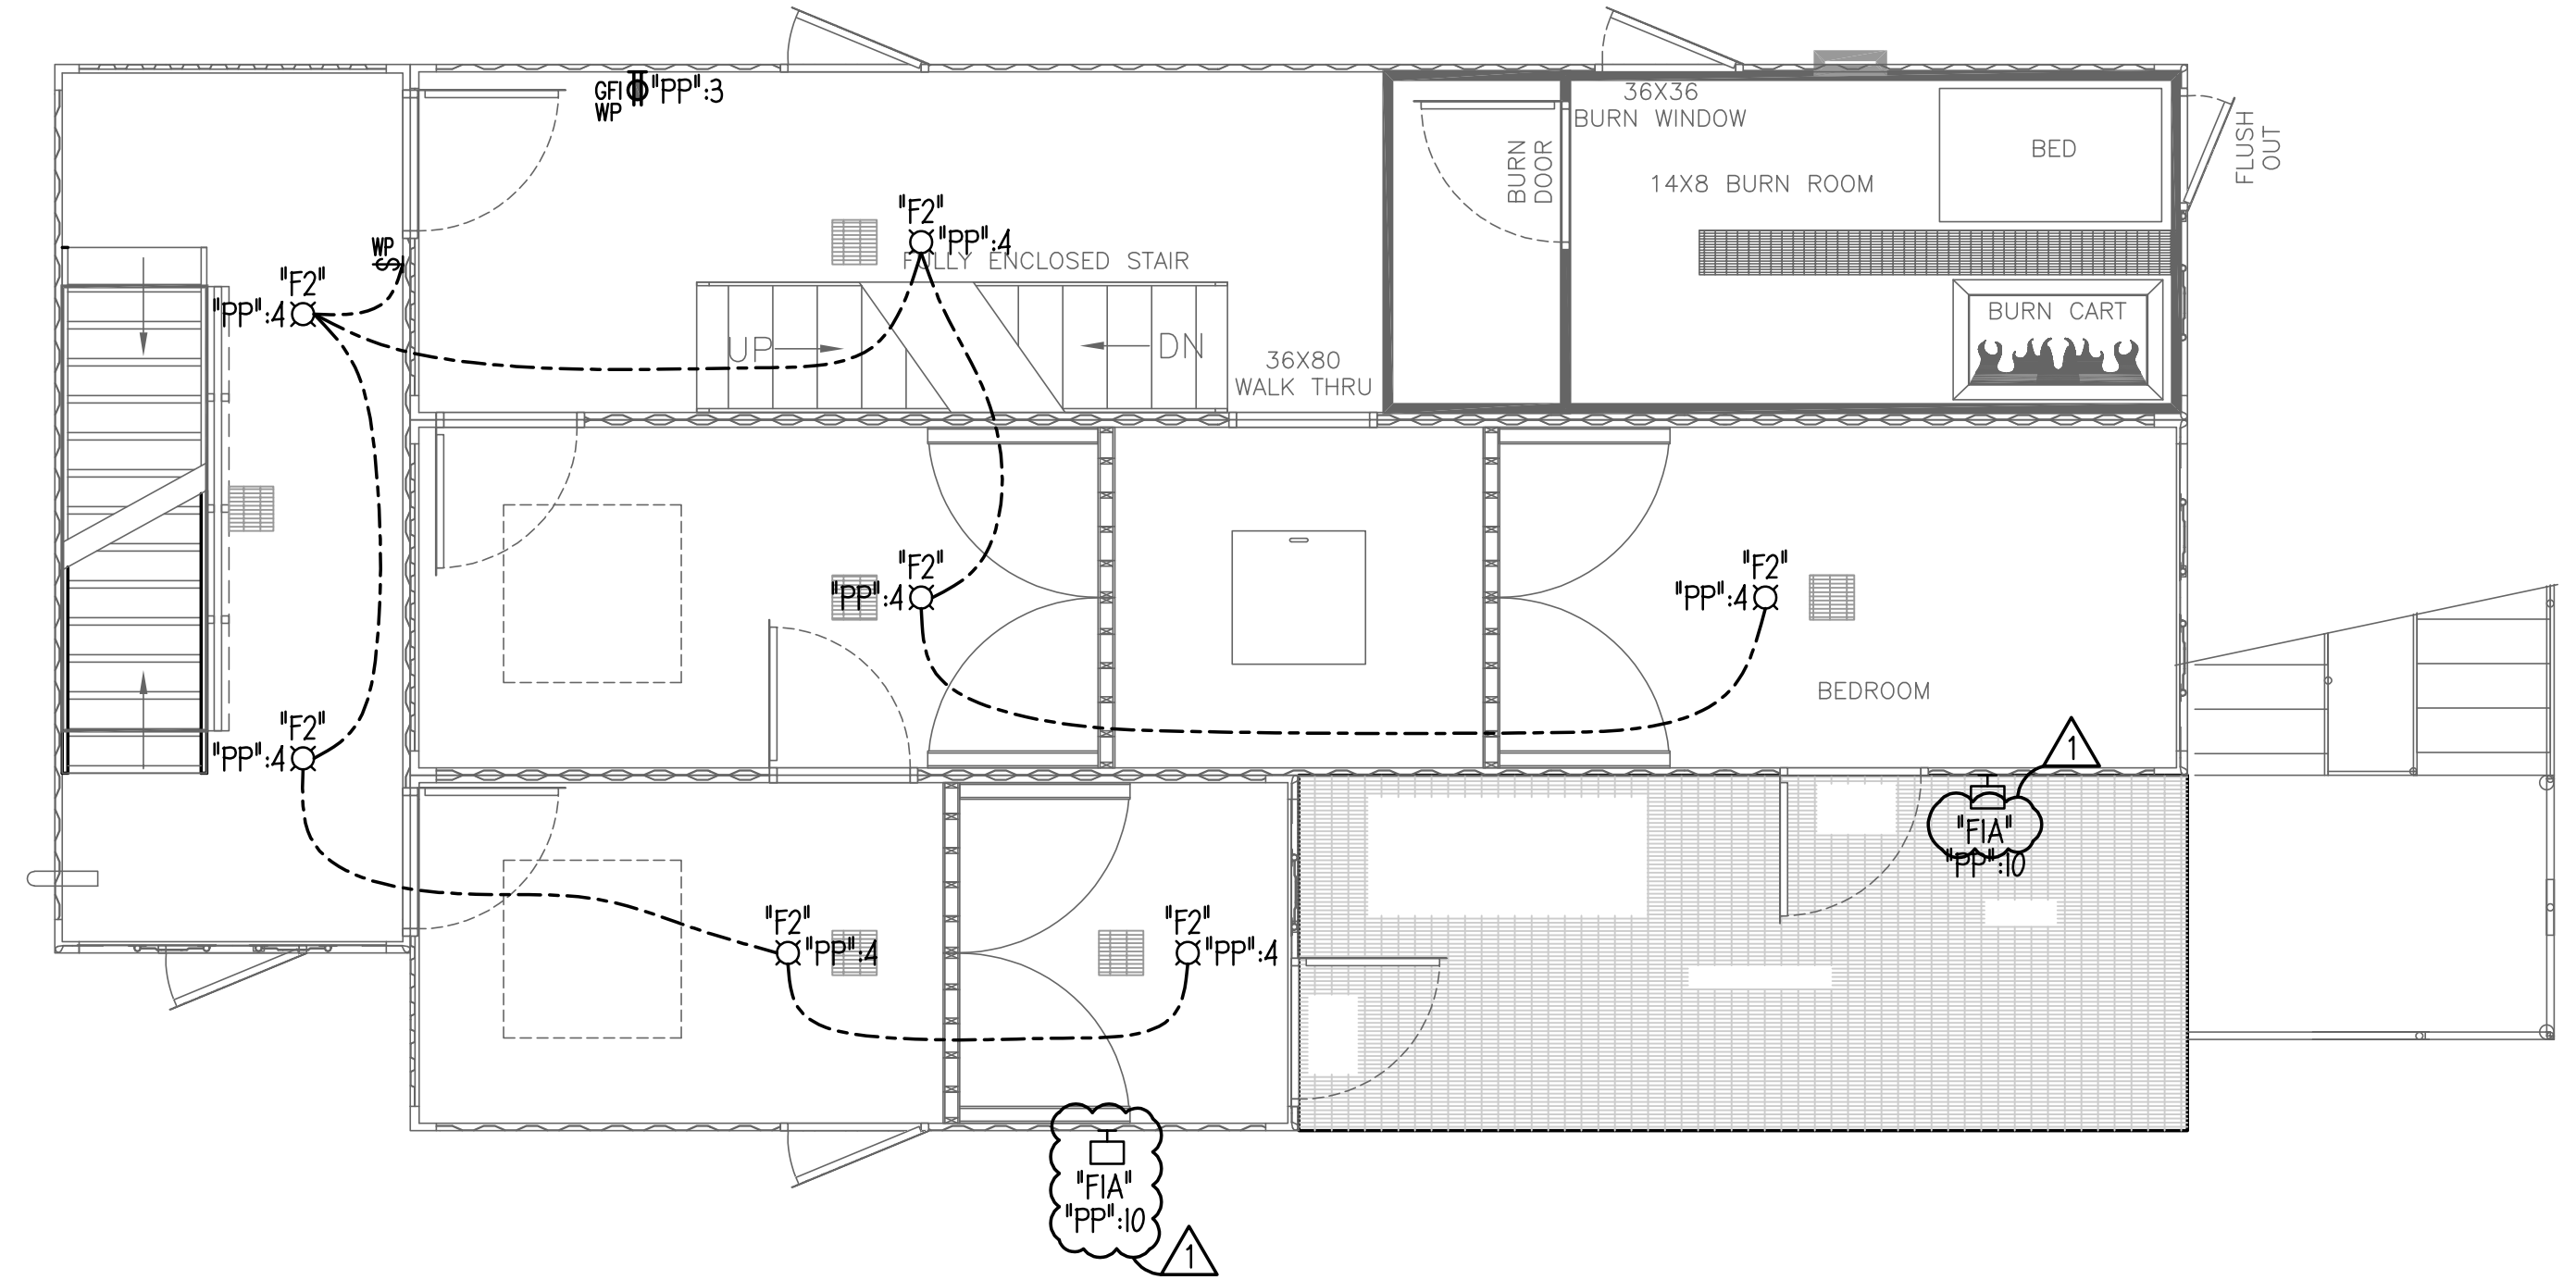 GFI "PP":3
WP
36X36
BURN WINDOW
BURN
DOOR
14X8 BURN ROOM
BED
FLUSH
OUT
"F2"
"PP":4
FULLY ENCLOSED STAIR
WP
S
"F2"
"PP":4
BURN CART
UP
DN
36X80
WALK THRU
"F2"
"PP":4
"F2"
"PP":4
BEDROOM
"F2"
"PP":4
1
"F1A"
"PP":10
"F2"
"PP":4
"F2"
"PP":4
"F1A"
"PP":10
1